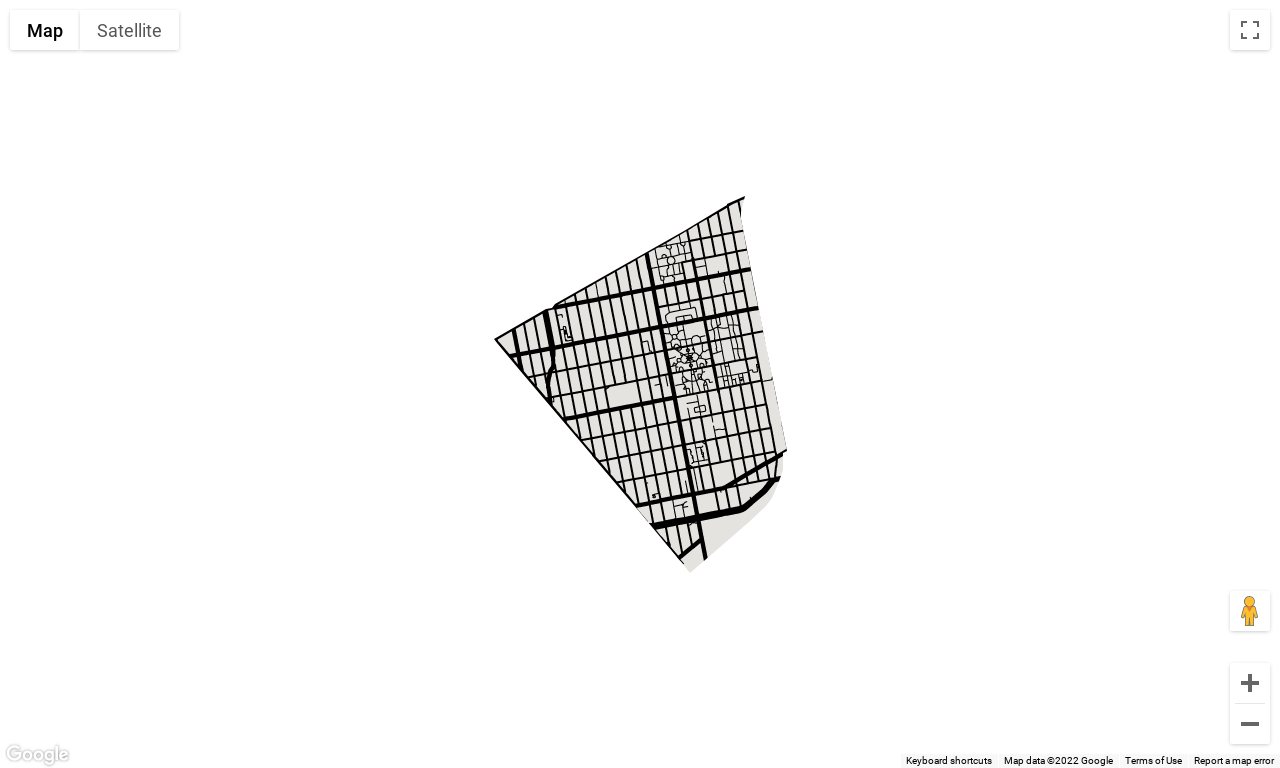 Map Satellite
Google
Keyboard shortcuts Map data ©2022 Google Terms of Use Report a map error